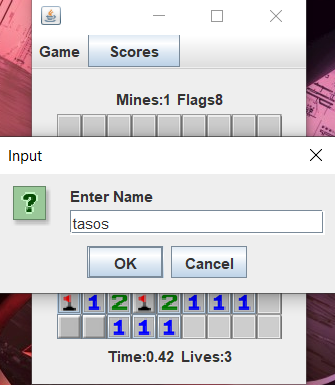 Game Scores
Mines:1 Flags8
Input
Enter Name
tasos
OK Cancel
1 1 2 1 2 1 1 1
1 1 1
Time:0.42 Lives:3